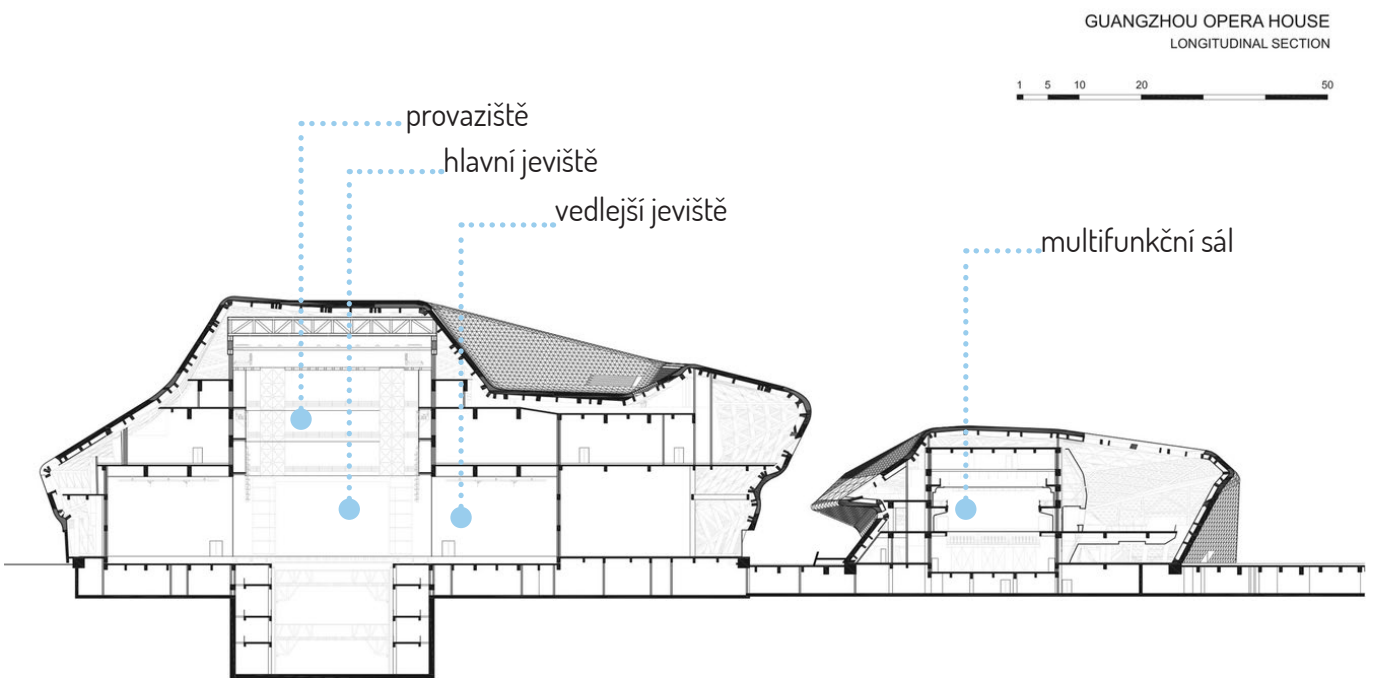 GUANGZHOU OPERA HOUSE
LONGITUDINAL SECTION
1 5 10 20 50
provaziště
hlavní jeviště
vedlejší jeviště
multifunkční sál